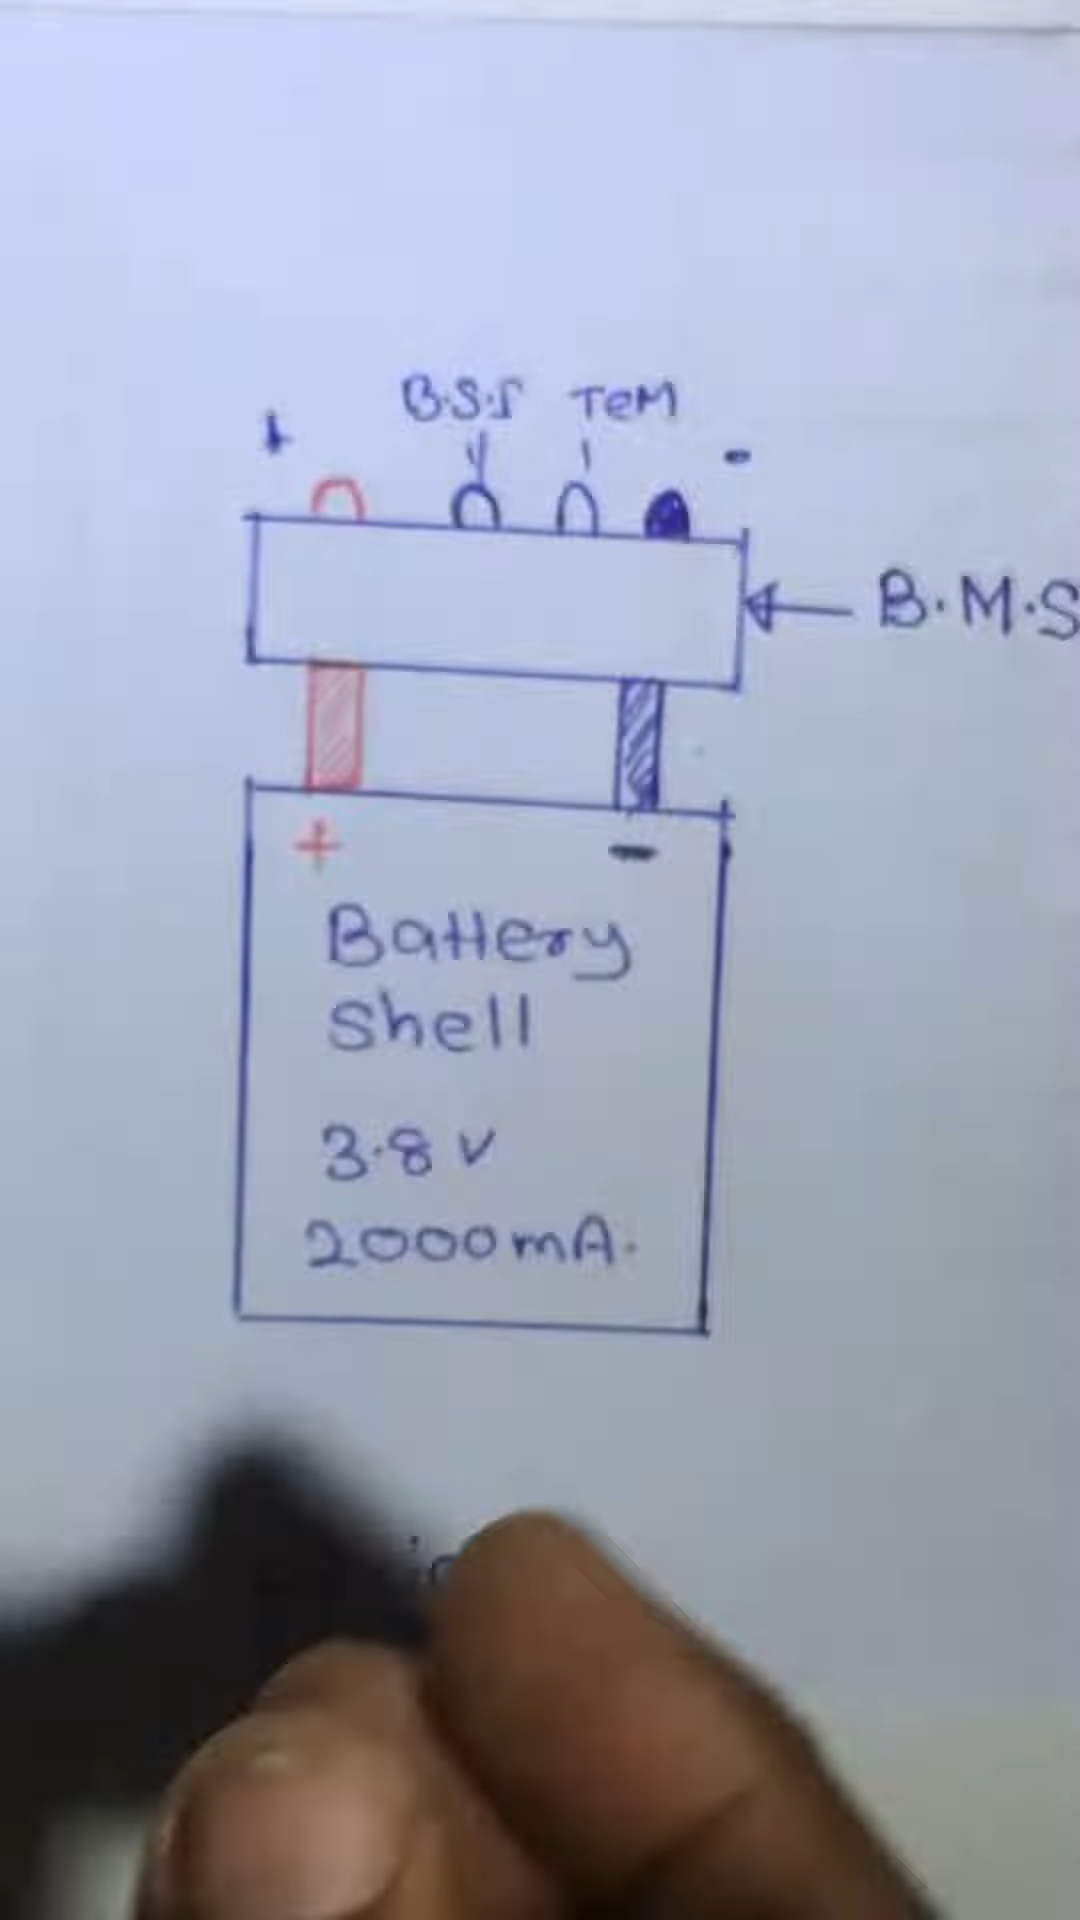 B.S.S TeM
+ -
B.M.S
+ -
Battery
Shell
3.8 V
2000mA.